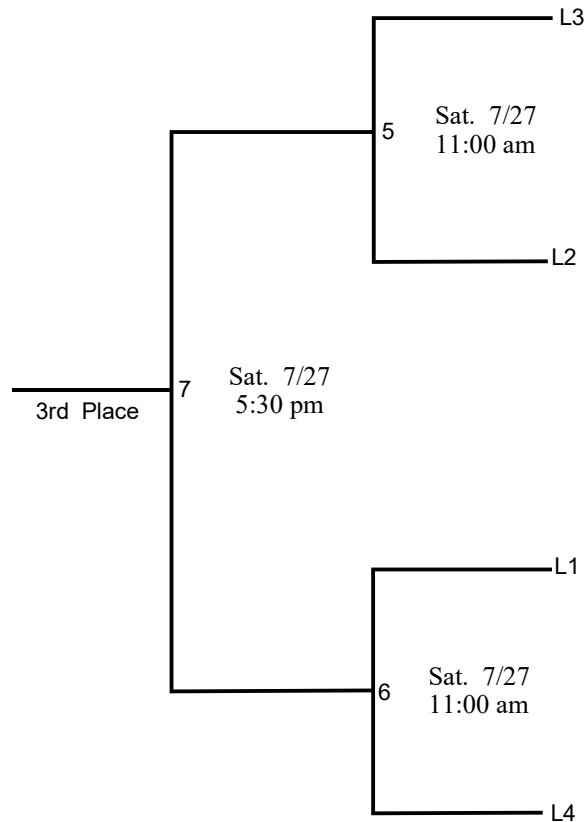 L3
Sat. 7/27
11:00 am
5
L2
Sat. 7/27
5:30 pm
7
3rd Place
L1
Sat. 7/27
11:00 am
6
L4